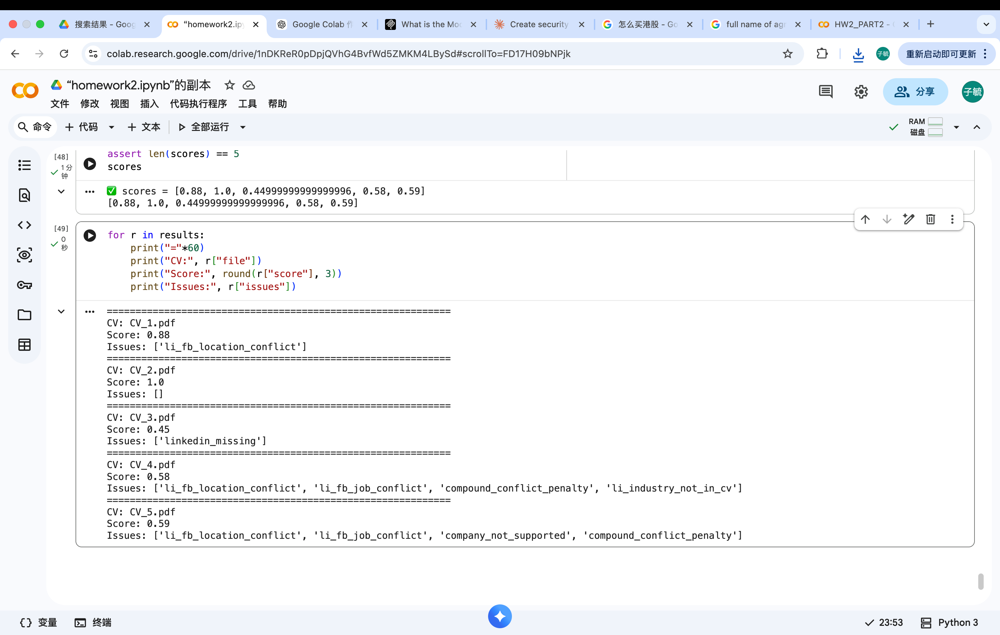 搜索结果 - Goog
“homework2.ipy
Google Colab 作
What is the Mod
Create security
怎么买港股 - Go
full name of agr
HW2_PART2 -
colab.research.google.com/drive/1nDKReR0pDpjQVhG4BvfWd5ZMKM4LBySd#scrollTo=FD17H09bNPjk
子毓
重新启动即可更新
“homework2.ipynb”的副本
文件 修改 视图 插入 代码执行程序 工具 帮助
分享
子毓
命令 + 代码 + 文本 全部运行
RAM
磁盘
[48]
1 分
钟
assert len(scores) == 5
scores
scores = [0.88, 1.0, 0.44999999999999996, 0.58, 0.59]
[0.88, 1.0, 0.44999999999999996, 0.58, 0.59]
[49]
0
秒
for r in results:
    print("="*60)
    print("CV:", r["file"])
    print("Score:", round(r["score"], 3))
    print("Issues:", r["issues"])
============================================================
CV: CV_1.pdf
Score: 0.88
Issues: ['li_fb_location_conflict']
============================================================
CV: CV_2.pdf
Score: 1.0
Issues: []
============================================================
CV: CV_3.pdf
Score: 0.45
Issues: ['linkedin_missing']
============================================================
CV: CV_4.pdf
Score: 0.58
Issues: ['li_fb_location_conflict', 'li_fb_job_conflict', 'compound_conflict_penalty', 'li_industry_not_in_cv']
============================================================
CV: CV_5.pdf
Score: 0.59
Issues: ['li_fb_location_conflict', 'li_fb_job_conflict', 'company_not_supported', 'compound_conflict_penalty']
变量 终端
23:53 Python 3